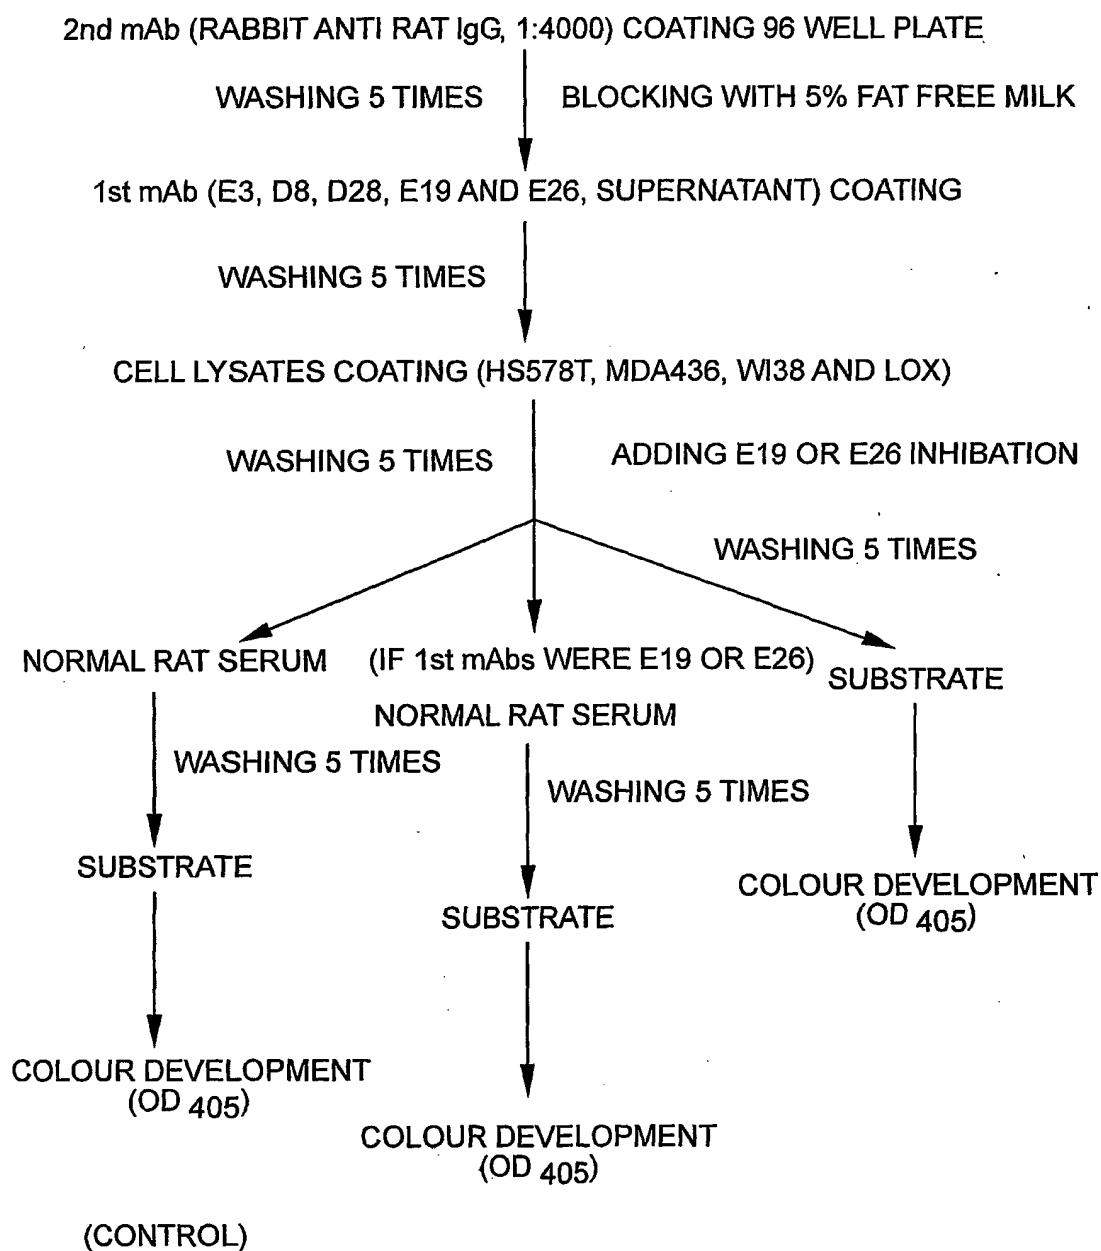 2nd mAb (RABBIT ANTI RAT IgG, 1:4000) COATING 96 WELL PLATE
WASHING 5 TIMES
BLOCKING WITH 5% FAT FREE MILK
1st mAb (E3, D8, D28, E19 AND E26, SUPERNATANT) COATING
WASHING 5 TIMES
CELL LYSATES COATING (HS578T, MDA436, WI38 AND LOX)
WASHING 5 TIMES
ADDING E19 OR E26 INHIBATION
WASHING 5 TIMES
NORMAL RAT SERUM
(IF 1st mAbs WERE E19 OR E26)
NORMAL RAT SERUM
SUBSTRATE
WASHING 5 TIMES
WASHING 5 TIMES
SUBSTRATE
SUBSTRATE
COLOUR DEVELOPMENT
(OD 405)
COLOUR DEVELOPMENT
(OD 405)
COLOUR DEVELOPMENT
(OD 405)
(CONTROL)